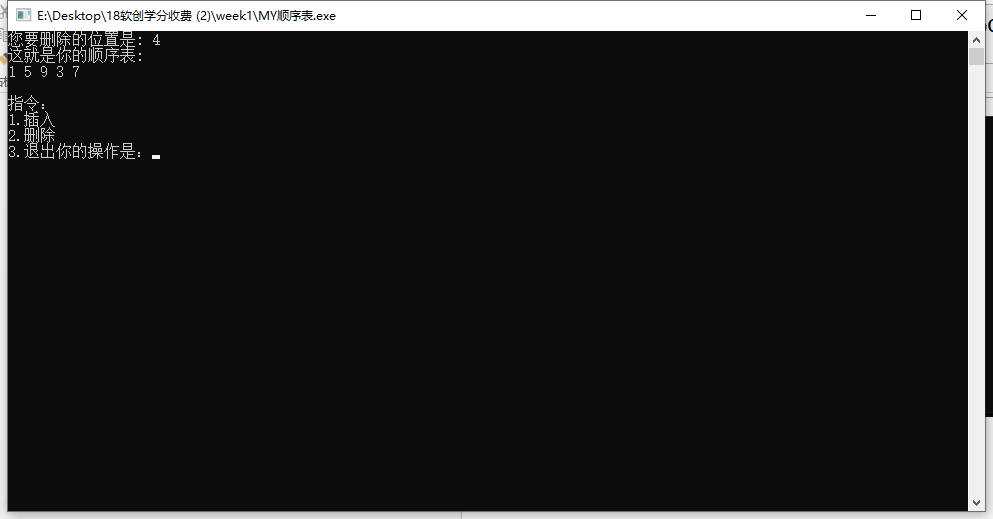 E:\Desktop\18软创学分收费 (2)\week1\MY顺序表.exe
您要删除的位置是: 4
这就是你的顺序表:
1 5 9 3 7
指令:
1.插入
2.删除
3.退出你的操作是: